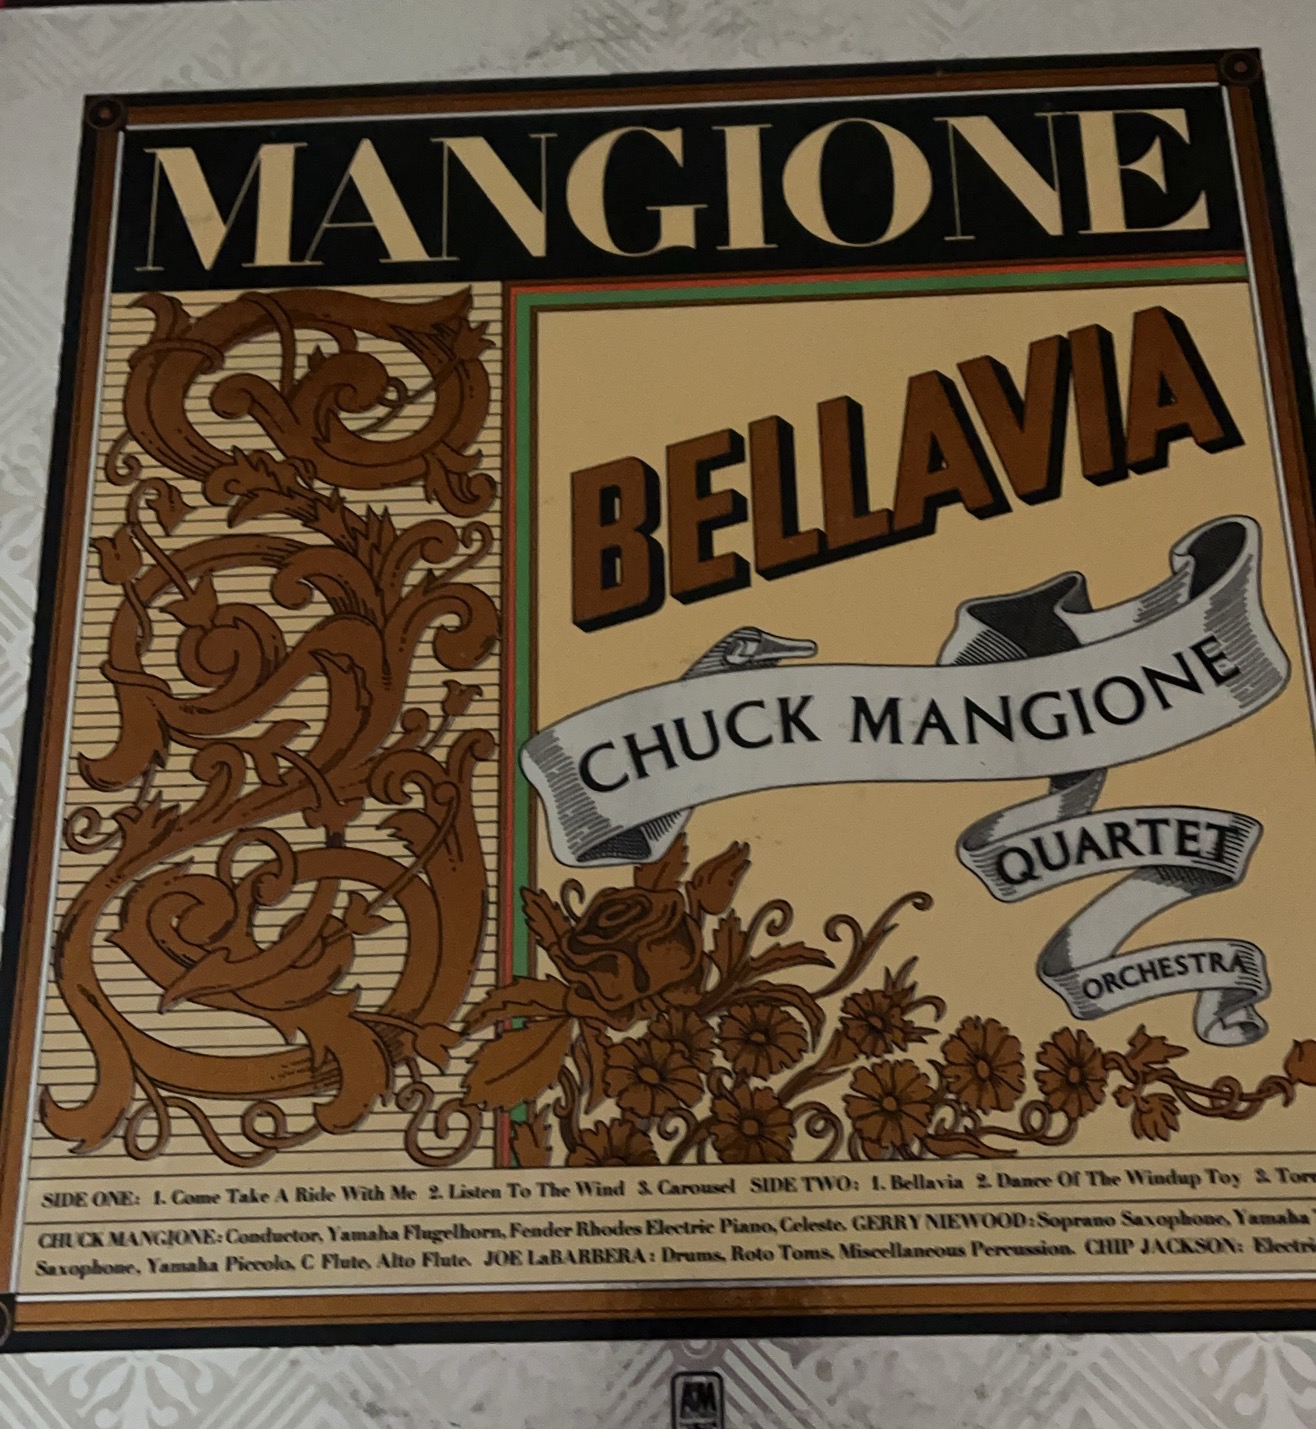 MANGIONE
BELLAVIA
CHUCK MANGIONE
QUARTET
ORCHESTRA
SIDE ONE: 1. Come Take A Ride With Me 2. Listen To The Wind 3. Carousel SIDE TWO: 1. Bellavia 2. Dance Of The Windup Toy 3. Torr
CHUCK MANGIONE: Conductor, Yamaha Flugelhorn, Fender Rhodes Electric Piano, Celeste. GERRY NIEWOOD: Soprano Saxophone, Yamaha
Saxophone, Yamaha Piccolo, C Flute, Alto Flute. JOE LaBARBERA: Drums, Roto Toms, Miscellaneous Percussion. CHIP JACKSON: Electri
A&M